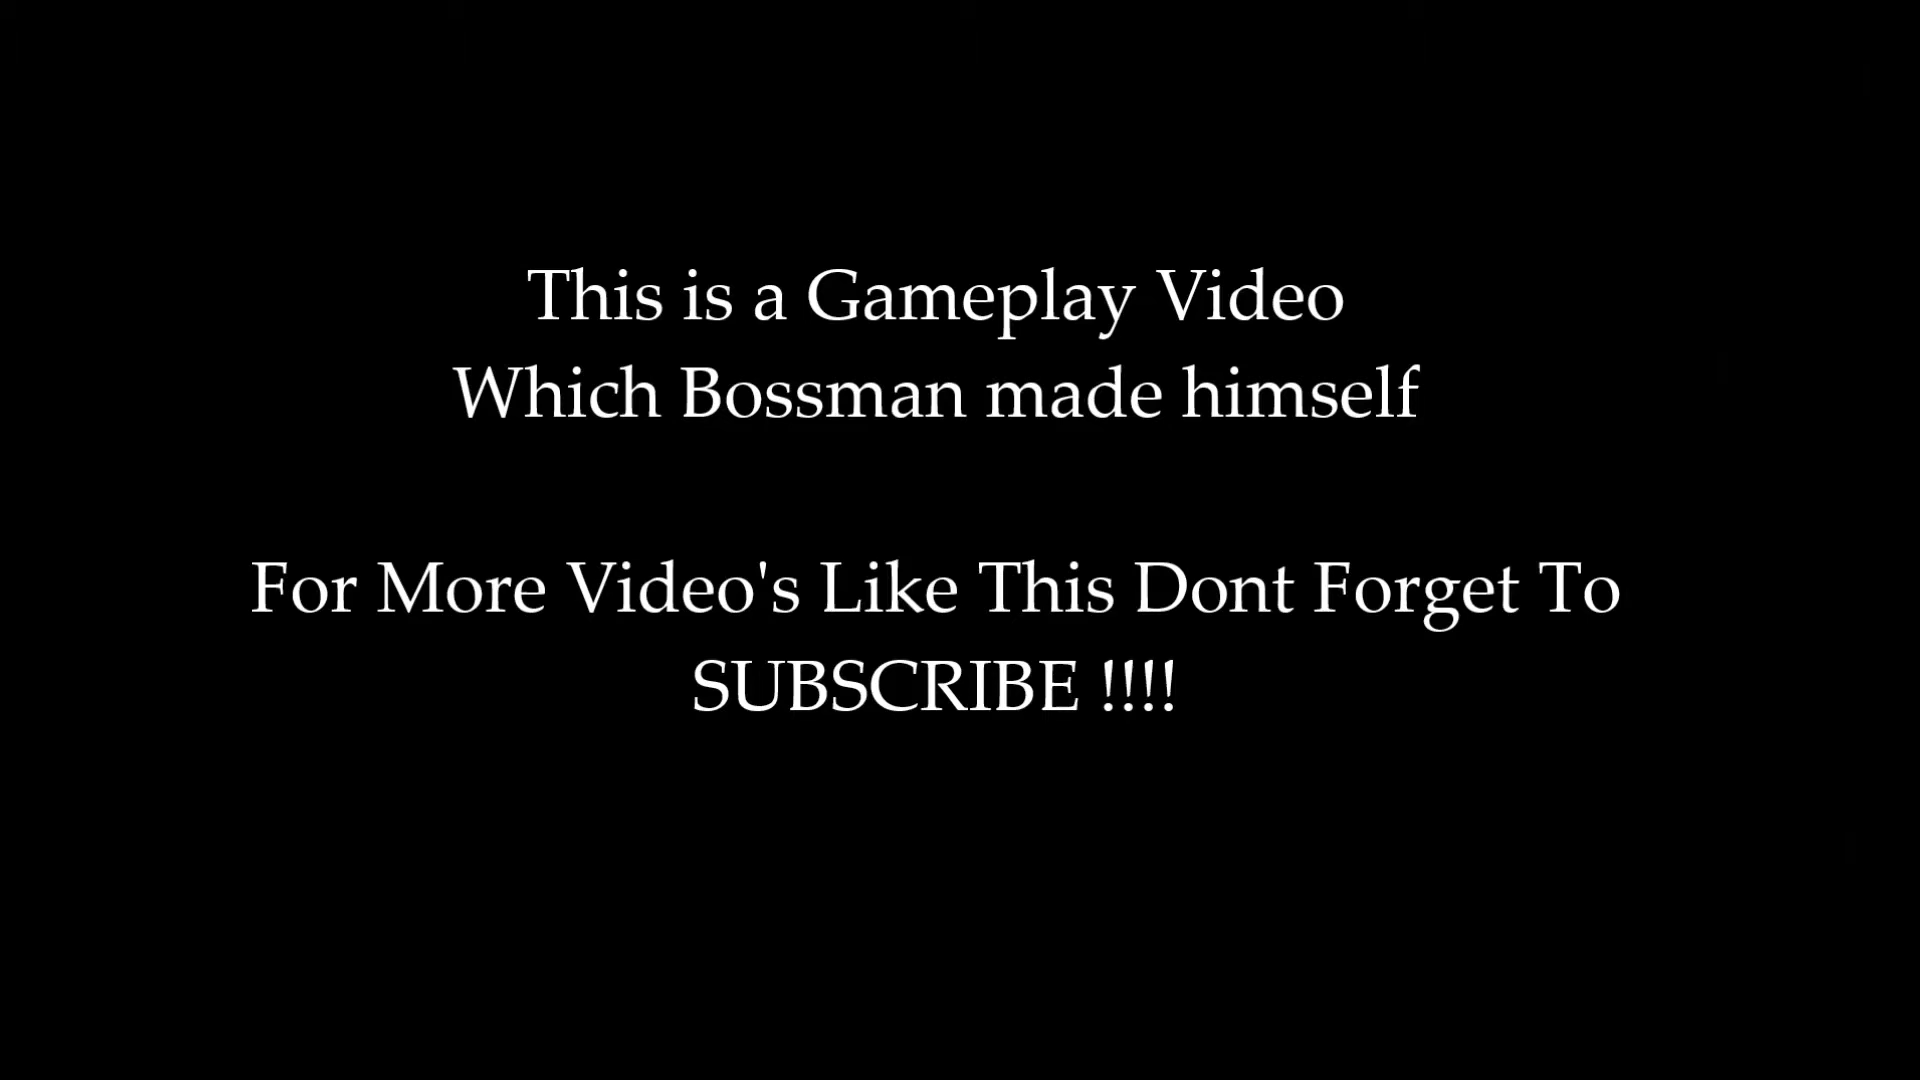 This is a Gameplay Video
Which Bossman made himself
For More Video's Like This Dont Forget To
SUBSCRIBE !!!!